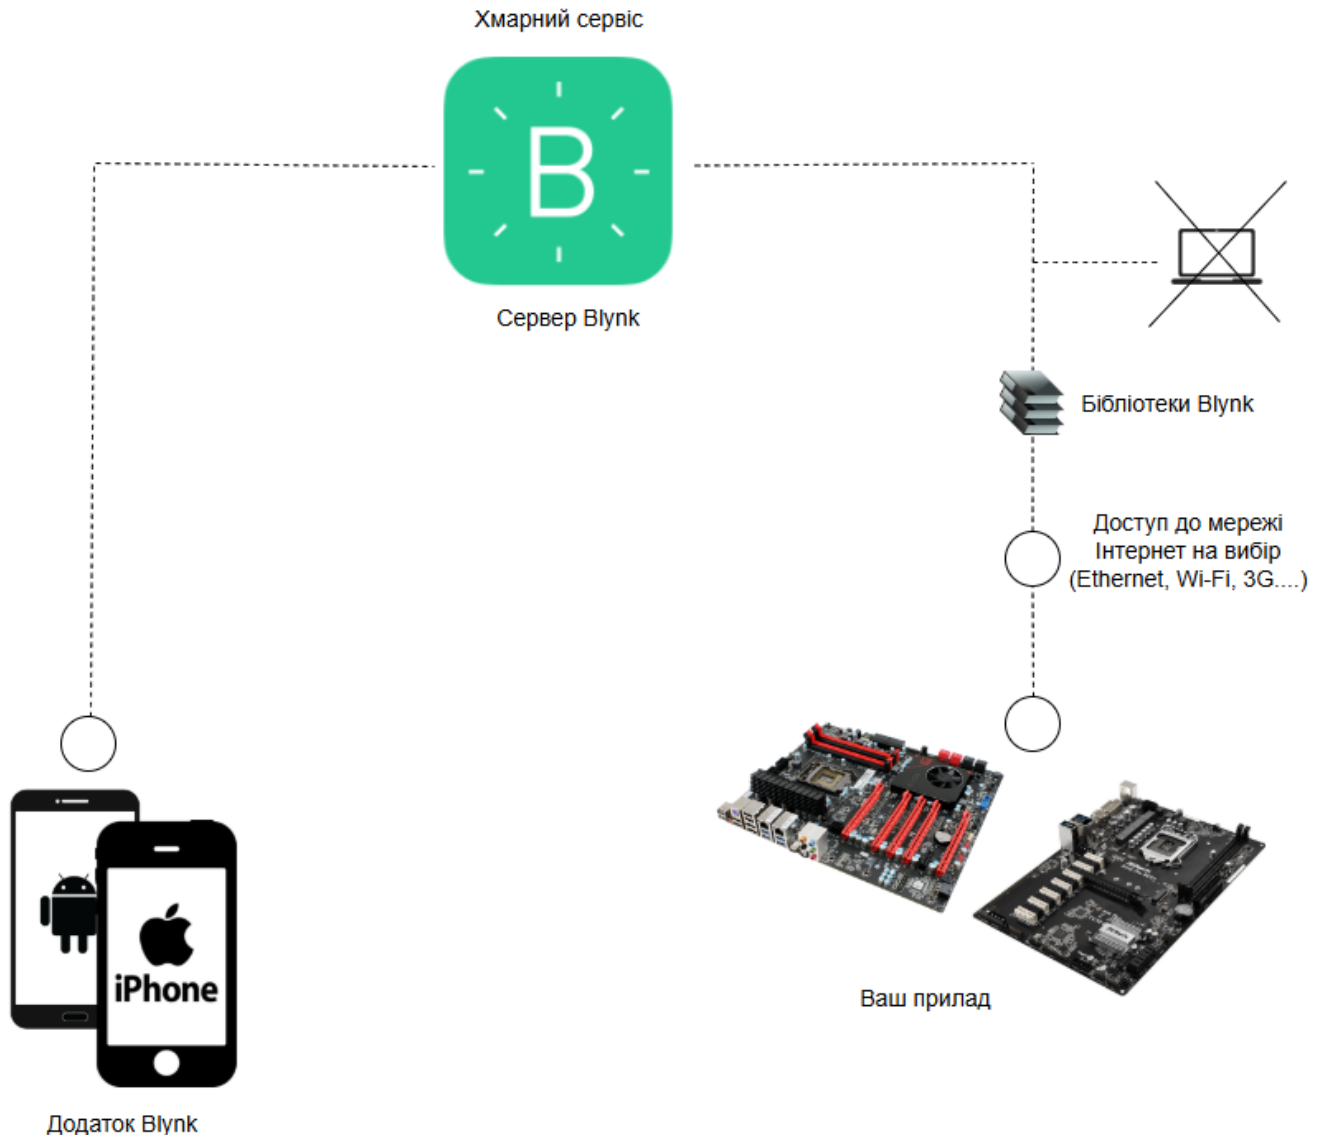 Хмарний сервіс
B
Сервер Blynk
Бібліотеки Blynk
Доступ до мережі
Інтернет на вибір
(Ethernet, Wi-Fi, 3G....)
iPhone
Ваш прилад
Додаток Blynk